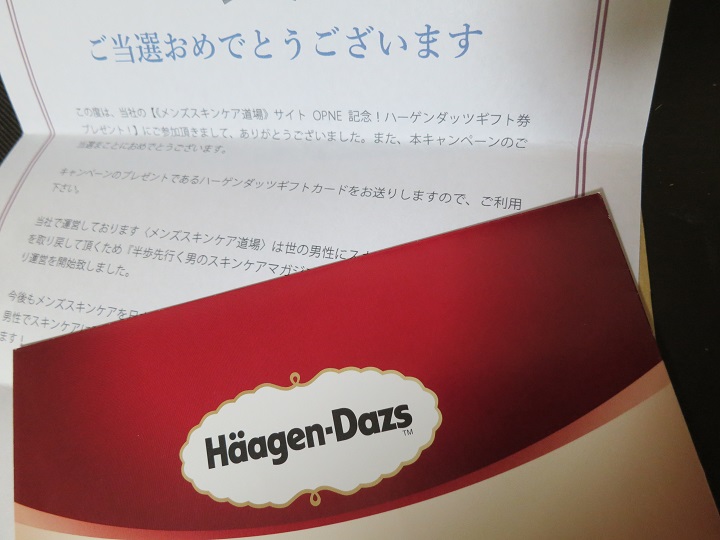 ご当選おめでとうございます
この度は、当社の【《メンズスキンケア道場》サイト OPNE 記念！ハーゲンダッツギフト券
プレゼント！】にご参加頂きまして、ありがとうございました。また、本キャンペーンのご
当選まことにおめでとうございます。
キャンペーンのプレゼントであるハーゲンダッツギフトカードをお送りしますので、ご利用
下さい。
当社で運営しております〈メンズスキンケア道場〉は世の男性にス
を取り戻して頂くため「半歩先行く男のスキンケアマガジ
り運営を開始致しました。
今後もメンズスキンケアを
男性でスキンケアに
ます！
Häagen-Dazs
TM